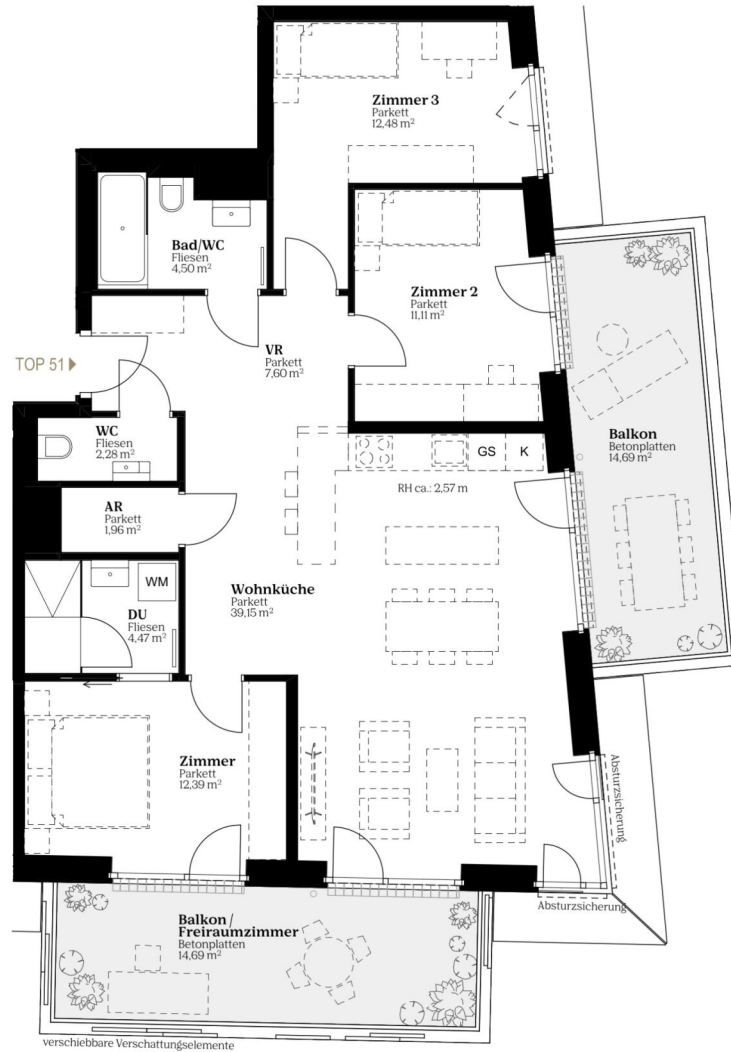 Zimmer 3
Parkett
12,48 m²
Bad/WC
Fliesen
4,50 m²
Zimmer 2
Parkett
11,11 m²
VR
Parkett
7,60 m²
TOP 51
WC
Fliesen
2,28 m²
Balkon
Betonplatten
14,69 m²
GS
K
RH ca.: 2,57 m
AR
Parkett
1,96 m²
WM
DU
Fliesen
4,47 m²
Wohnküche
Parkett
39,15 m²
Zimmer
Parkett
12,39 m²
Absturzsicherung
Absturzsicherung
Balkon /
Freiraumzimmer
Betonplatten
14,69 m²
verschiebbare Verschattungselemente